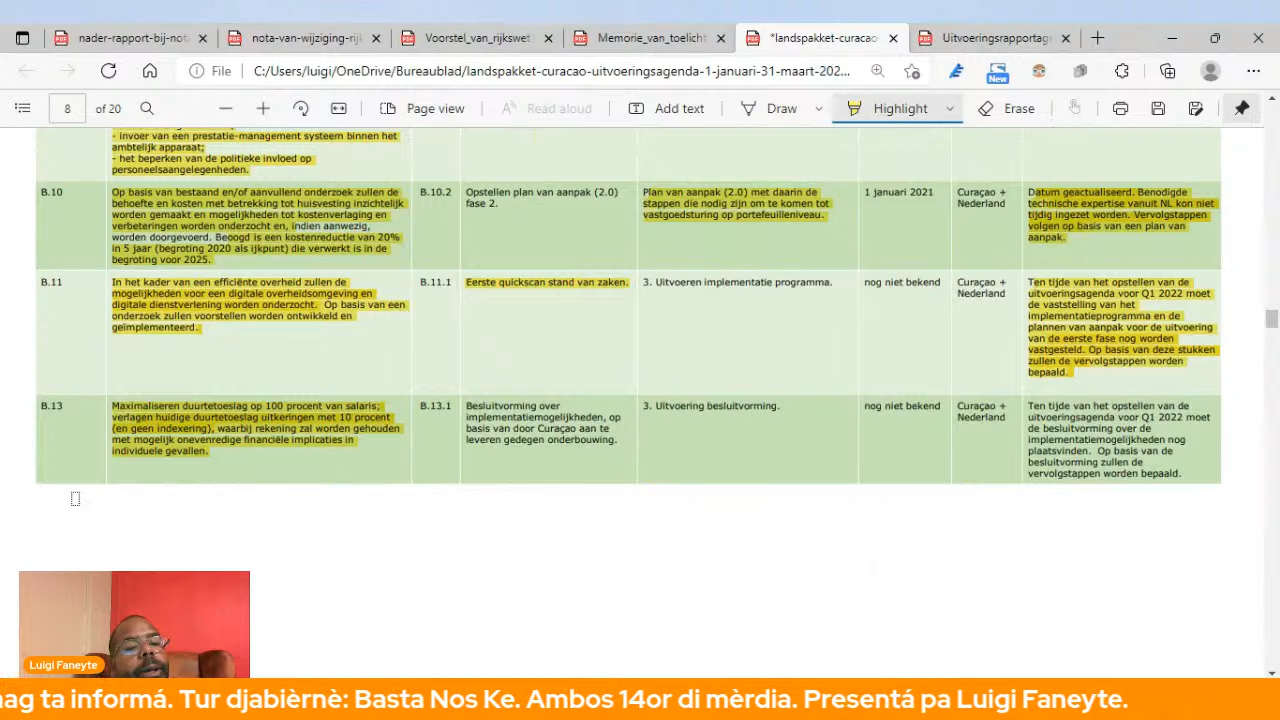 nader-rapport-bij-nota
nota-van-wijziging-rijk
Voorstel_van_rijkswet
Memorie_van_toelicht
*landspakket-curacao-
Uitvoeringsrapportage
File
C:/Users/luigi/OneDrive/Bureaublad/landspakket-curacao-uitvoeringsagenda-1-januari-31-maart-202...
New
8 of 20
Page view
Read aloud
Add text
Draw
Highlight
Erase
- invoer van een prestatie-management systeem binnen het
ambtelijk apparaat;
- het beperken van de politieke invloed op
personeelsaangelegenheden.
B.10
Op basis van bestaand en/of aanvullend onderzoek zullen de
behoefte en kosten met betrekking tot huisvesting inzichtelijk
worden gemaakt en mogelijkheden tot kostenverlaging en
verbeteringen worden onderzocht en, indien aanwezig,
worden doorgevoerd. Beoogd is een kostenreductie van 20%
in 5 jaar (begroting 2020 als ijkpunt) die verwerkt is in de
begroting voor 2025.
B.10.2
Opstellen plan van aanpak (2.0)
fase 2.
Plan van aanpak (2.0) met daarin de
stappen die nodig zijn om te komen tot
vastgoedsturing op portefeuilleniveau.
1 januari 2021
Curaçao +
Nederland
Datum geactualiseerd. Benodigde
technische expertise vanuit NL kon niet
tijdig ingezet worden. Vervolgstappen
volgen op basis van een plan van
aanpak.
B.11
In het kader van een efficiënte overheid zullen de
mogelijkheden voor een digitale overheidsomgeving en
digitale dienstverlening worden onderzocht. Op basis van een
onderzoek zullen voorstellen worden ontwikkeld en
geïmplementeerd.
B.11.1
Eerste quickscan stand van zaken.
3. Uitvoeren implementatie programma.
nog niet bekend
Curaçao +
Nederland
Ten tijde van het opstellen van de
uitvoeringsagenda voor Q1 2022 moet
de vaststelling van het
implementatieprogramma en de
plannen van aanpak voor de uitvoering
van de eerste fase nog worden
vastgesteld. Op basis van deze stukken
zullen de vervolgstappen worden
bepaald.
B.13
Maximaliseren duurtetoeslag op 100 procent van salaris;
verlagen huidige duurtetoeslag uitkeringen met 10 procent
(en geen indexering), waarbij rekening zal worden gehouden
met mogelijk onevenredige financiële implicaties in
individuele gevallen.
B.13.1
Besluitvorming over
implementatiemogelijkheden, op
basis van door Curaçao aan te
leveren gedegen onderbouwing.
3. Uitvoering besluitvorming.
nog niet bekend
Curaçao +
Nederland
Ten tijde van het opstellen van de
uitvoeringsagenda voor Q1 2022 moet
de besluitvorming over de
implementatiemogelijkheden nog
plaatsvinden. Op basis van de
besluitvorming zullen de
vervolgstappen worden bepaald.
Luigi Faneyte
aag ta informá. Tur djabièrnè: Basta Nos Ke. Ambos 14or di mèrdia. Presentá pa Luigi Faneyte.